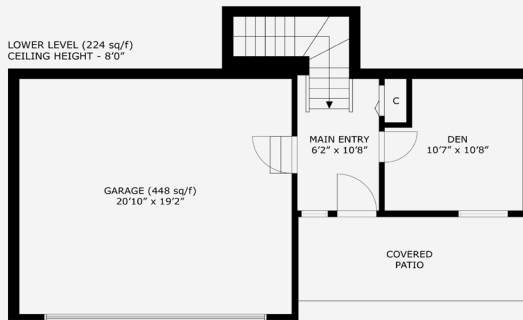 LOWER LEVEL (224 sq/f)
CEILING HEIGHT - 8'0"
C
MAIN ENTRY
6'2" x 10'8"
DEN
10'7" x 10'8"
GARAGE (448 sq/f)
20'10" x 19'2"
COVERED
PATIO